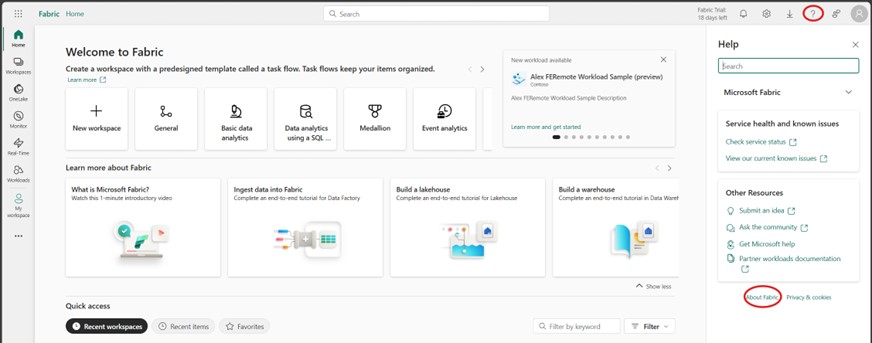 Fabric Home
Search
Fabric Trial:
18 days left
?
Home
Workspaces
OneLake
Monitor
Real-Time
Workloads
My
workspace
Welcome to Fabric
Create a workspace with a predesigned template called a task flow. Task flows keep your items organized.
Learn more
New workspace
General
Basic data
analytics
Data analytics
using a SQL ...
Medallion
Event analytics
New workload available
Alex FERemote Workload Sample (preview)
Contoso
Alex FERemote Workload Sample Description
Learn more and get started
Learn more about Fabric
What is Microsoft Fabric?
Watch this 1-minute introductory video
Ingest data into Fabric
Complete an end-to-end tutorial for Data Factory
Build a lakehouse
Complete an end-to-end tutorial for Lakehouse
Build a warehouse
Complete an end-to-end tutorial in Data Wareh
Show less
Quick access
Recent workspaces
Recent items
Favorites
Filter by keyword
Filter
Help
Search
Microsoft Fabric
Service health and known issues
Check service status
View our current known issues
Other Resources
Submit an idea
Ask the community
Get Microsoft help
Partner workloads documentation
About Fabric
Privacy & cookies